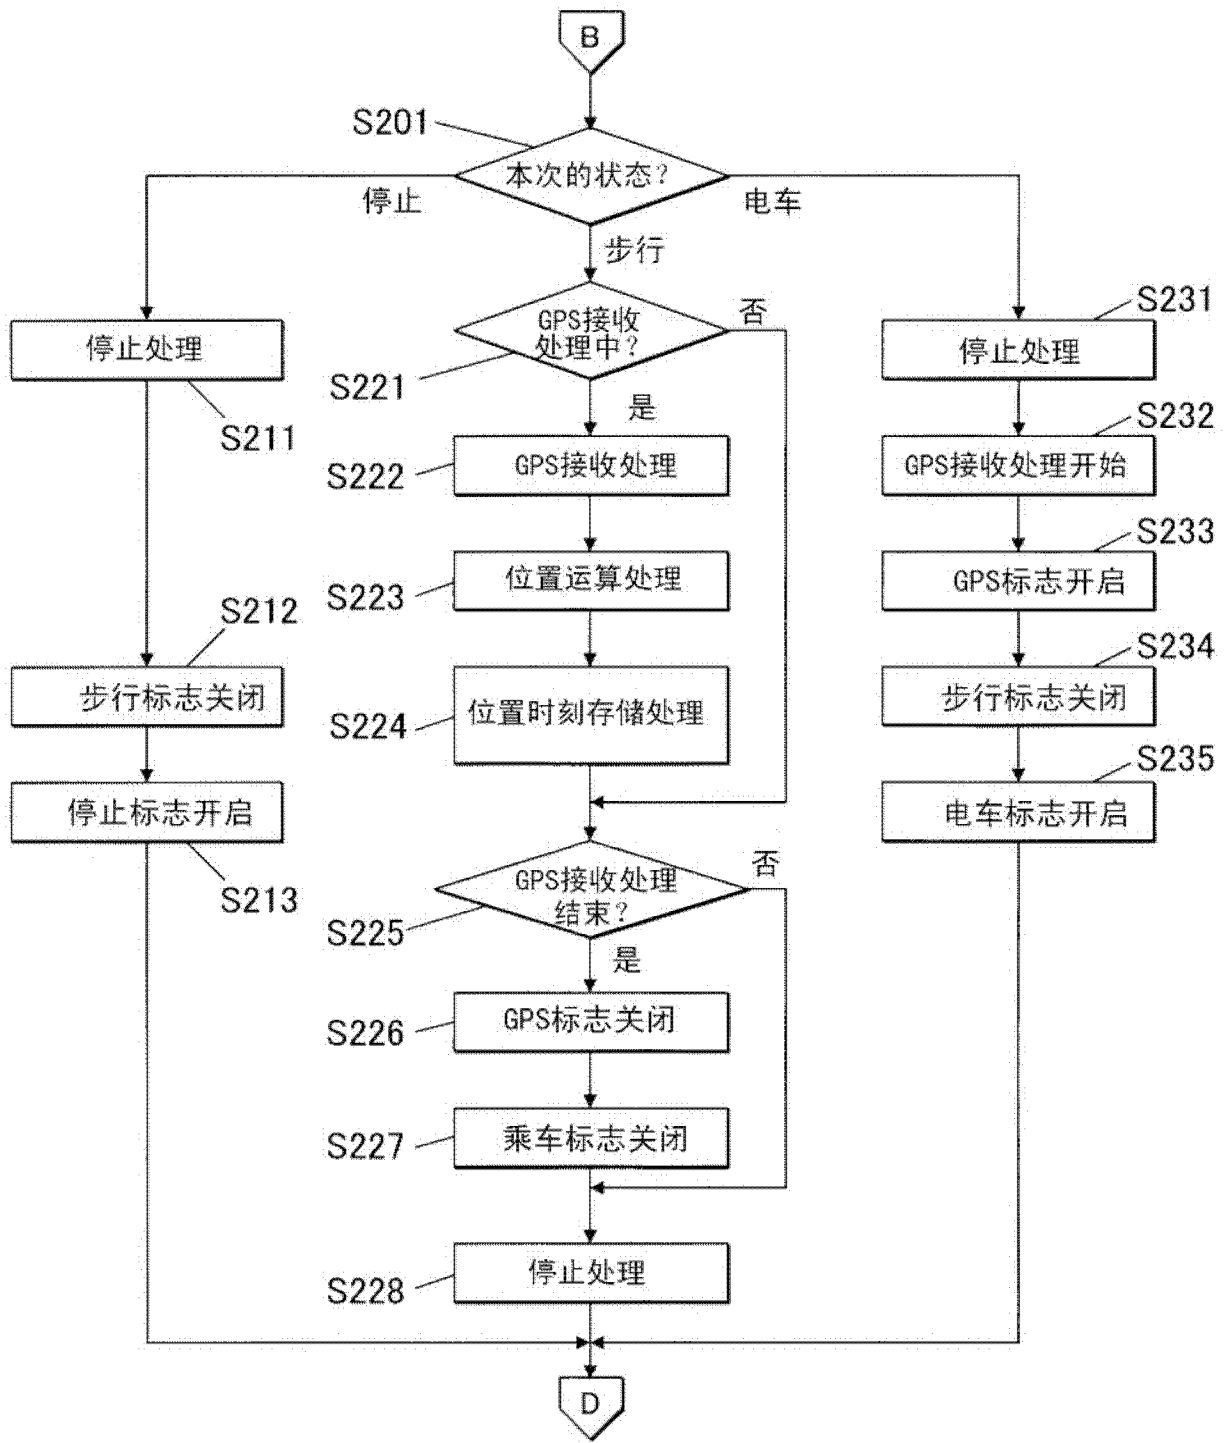 B
S201
本次的状态？
停止
电车
步行
GPS接收
处理中？
否
S221
是
停止处理
S211
S231
停止处理
S222
GPS接收处理
S232
GPS接收处理开始
S223
位置运算处理
S233
GPS标志开启
S212
步行标志关闭
S224
位置时刻存储处理
S234
步行标志关闭
停止标志开启
S213
S235
电车标志开启
GPS接收处理
结束？
否
S225
是
S226
GPS标志关闭
S227
乘车标志关闭
S228
停止处理
D